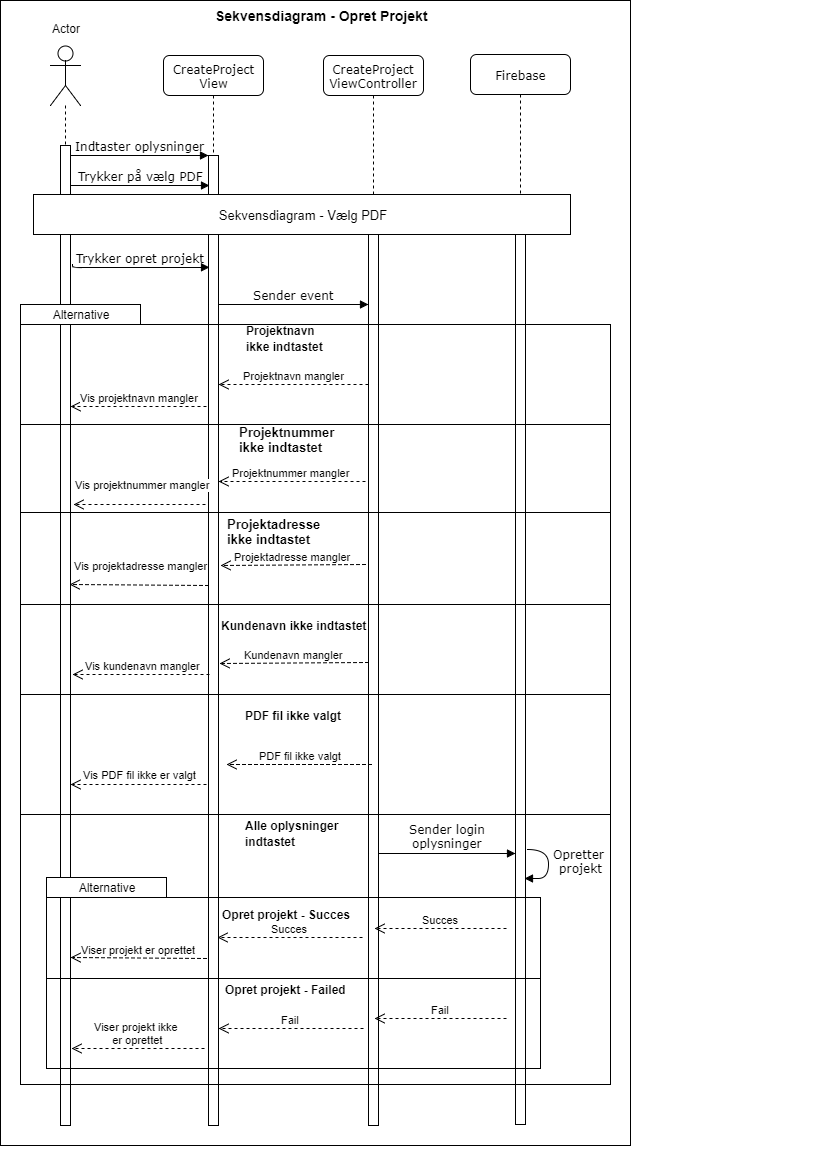 Sekvensdiagram - Opret Projekt
Actor
CreateProject
View
CreateProject
ViewController
Firebase
Indtaster oplysninger
Trykker på vælg PDF
Sekvensdiagram - Vælg PDF
Trykker opret projekt
Sender event
Alternative
Projektnavn
ikke indtastet
Projektnavn mangler
Vis projektnavn mangler
Projektnummer
ikke indtastet
Projektnummer mangler
Vis projektnummer mangler
Projektadresse
ikke indtastet
Projektadresse mangler
Vis projektadresse mangler
Kundenavn ikke indtastet
Kundenavn mangler
Vis kundenavn mangler
PDF fil ikke valgt
PDF fil ikke valgt
Vis PDF fil ikke er valgt
Alle oplysninger
indtastet
Sender login
oplysninger
Opretter
projekt
Alternative
Opret projekt - Succes
Succes
Succes
Viser projekt er oprettet
Opret projekt - Failed
Fail
Fail
Viser projekt ikke
er oprettet